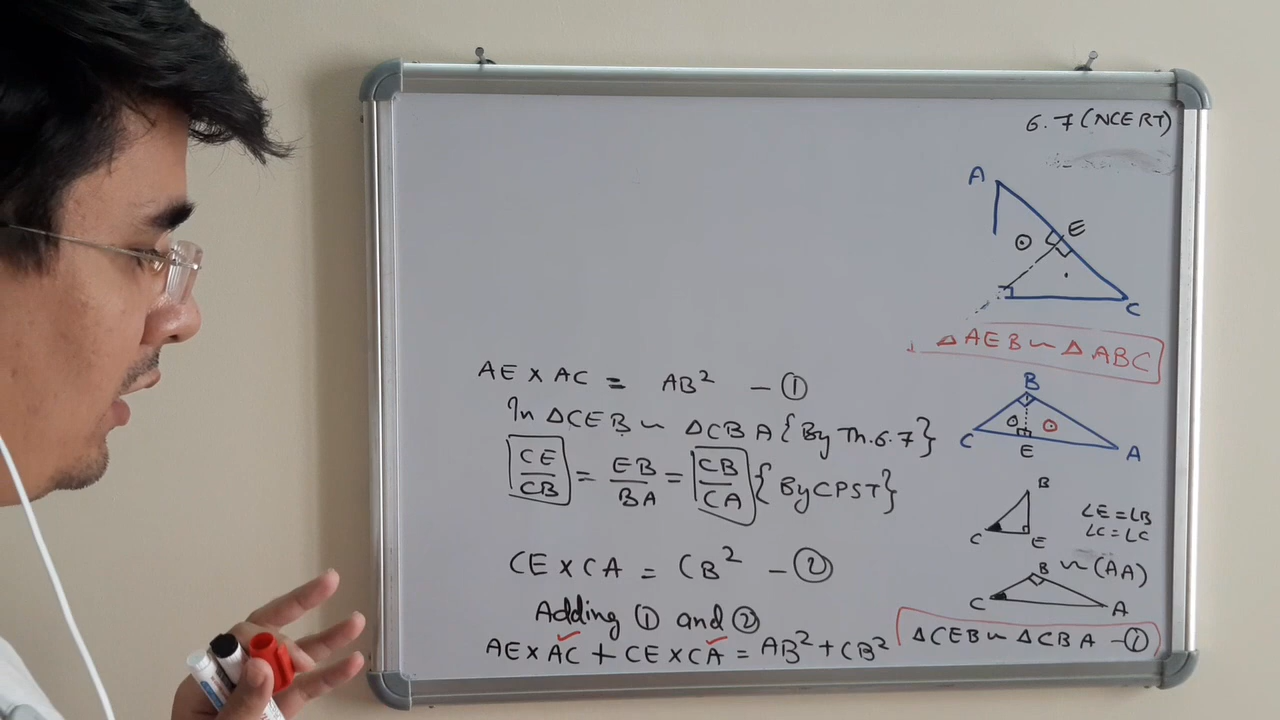 6.7 (NCERT)
A
E
C
△ AEB ~ △ ABC
AE × AC = AB² - ①
In △CEB ~ △CBA {By Th. 6.7}
CE/CB = EB/BA = CB/CA {By CPST}
CE × CA = CB² - ②
Adding ① and ②
AE × AC + CE × CA = AB² + CB²
B
C
E
A
B
C
E
∠E = ∠B
∠C = ∠C
~ (AA)
B
C
A
△CEB ~ △CBA - ①